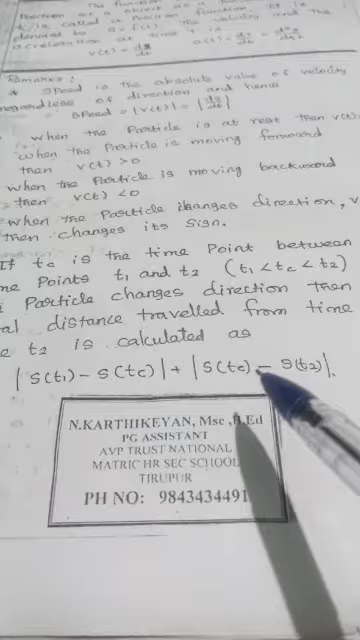 The function
of a object as a
is called a Position function, it is
denoted by s = f(t). The velocity and the
acceleration at time t is
v(t) = ds/dt a(t) = dv/dt = d²s/dt²
Remarks:
* Speed is the absolute value of velocity
regardless of direction and hence
Speed = |v(t)| = |ds/dt|
When the Particle is at rest then v(t)
When the Particle is moving forward
then v(t) > 0
When the Particle is moving backward
then v(t) < 0
When the Particle changes direction, v
then changes its sign.
If tc is the time Point between
Points t1 and t2 (t1 < tc < t2)
Particle changes direction then
distance travelled from time
t2 is calculated as
|s(t1) - s(tc)| + |s(tc) - s(t2)|.
N.KARTHIKEYAN, Msc ,B.Ed
PG ASSISTANT
AVP TRUST NATIONAL
MATRIC HR SEC SCHOOL
TIRUPUR
PH NO: 9843434491